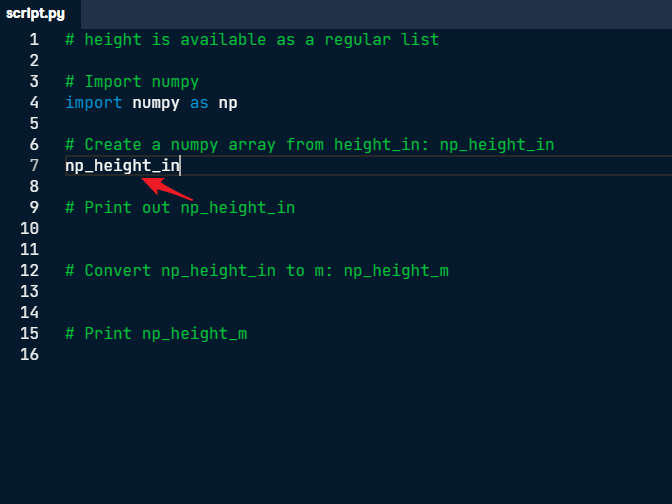 script.py
1 # height is available as a regular list
2
3 # Import numpy
4 import numpy as np
5
6 # Create a numpy array from height_in: np_height_in
7 np_height_in
8
9 # Print out np_height_in
10
11
12 # Convert np_height_in to m: np_height_m
13
14
15 # Print np_height_m
16